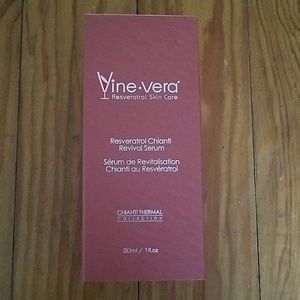 Vine·vera
Resveratrol Skin Care
Resveratrol Chianti
Revival Serum
Sérum de Revitalisation
Chianti au Resvératrol
CHIANTI THERMAL
COLLECTION
30ml / 1fl.oz